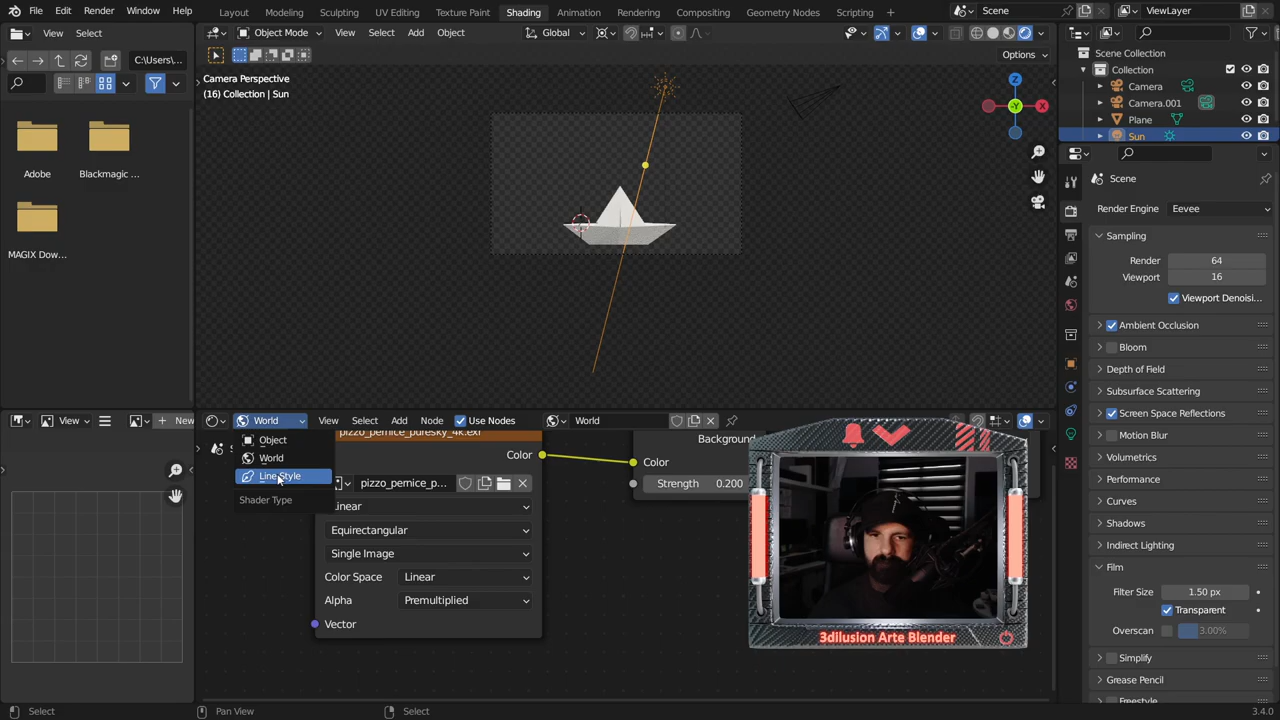 File Edit Render Window Help Layout Modeling Sculpting UV Editing Texture Paint Shading Animation Rendering Compositing Geometry Nodes Scripting Scene ViewLayer
View Select Object Mode View Select Add Object Global
C:\Users\... Options
Camera Perspective
(16) Collection | Sun
Z
-Y
X
Adobe
Blackmagic ...
MAGIX Dow...
Scene Collection
Collection
Camera
Camera.001
Plane
Sun
Scene
Render Engine Eevee
Sampling
Render 64
Viewport 16
Viewport Denoisi...
Ambient Occlusion
Bloom
Depth of Field
Subsurface Scattering
Screen Space Reflections
Motion Blur
Volumetrics
Performance
Curves
Shadows
Indirect Lighting
Film
Filter Size 1.50 px
Transparent
Overscan 3.00%
Simplify
Grease Pencil
Freestyle
View New World View Select Add Node Use Nodes World
Object
World
Line Style
Shader Type
pizzo_pernice_puresky_4k.exr
Color
pizzo_pernice_p...
Linear
Equirectangular
Single Image
Color Space Linear
Alpha Premultiplied
Vector
Background
Color
Strength 0.200
3dilusion Arte Blender
Select Pan View Select 3.4.0